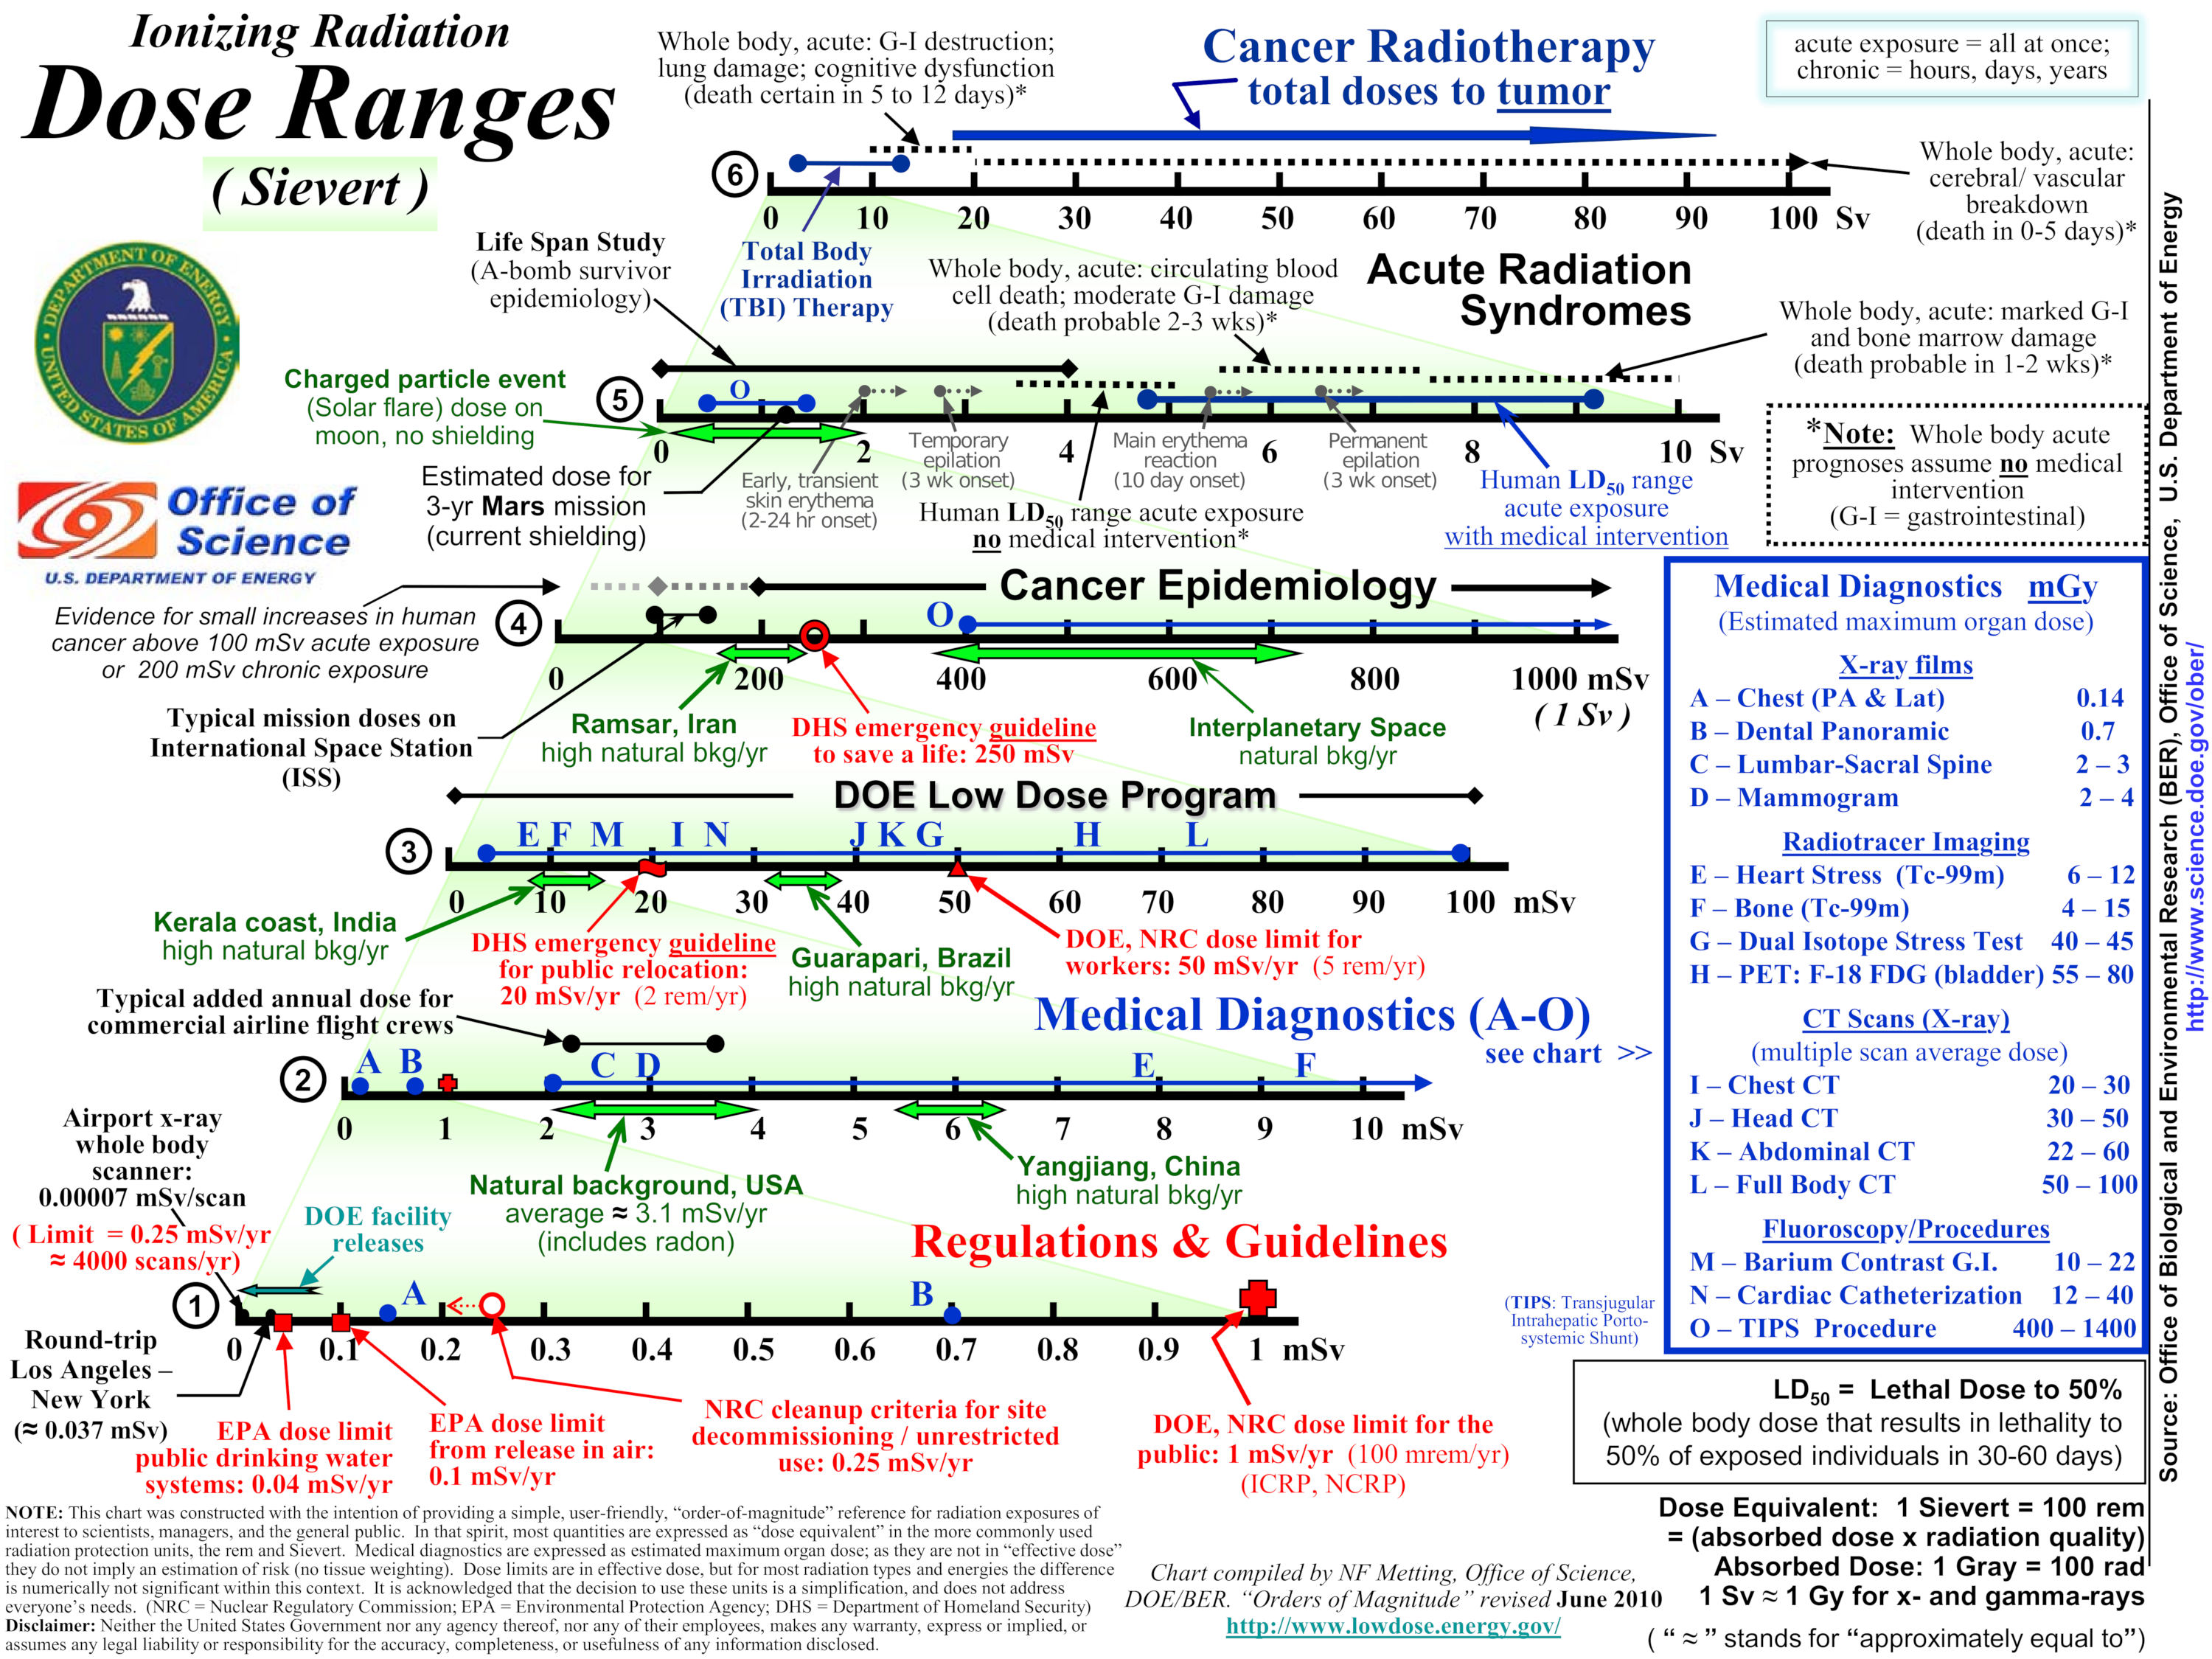 Ionizing Radiation
Dose Ranges
( Sievert )
DEPARTMENT OF ENERGY
UNITED STATES OF AMERICA
Office of
Science
U.S. DEPARTMENT OF ENERGY
Whole body, acute: G-I destruction;
lung damage; cognitive dysfunction
(death certain in 5 to 12 days)*
Cancer Radiotherapy
total doses to tumor
acute exposure = all at once;
chronic = hours, days, years
Whole body, acute:
cerebral/ vascular
breakdown
(death in 0-5 days)*
6
0 10 20 30 40 50 60 70 80 90 100 Sv
Life Span Study
(A-bomb survivor
epidemiology)
Total Body
Irradiation
(TBI) Therapy
Whole body, acute: circulating blood
cell death; moderate G-I damage
(death probable 2-3 wks)*
Acute Radiation
Syndromes
Whole body, acute: marked G-I
and bone marrow damage
(death probable in 1-2 wks)*
Charged particle event
(Solar flare) dose on
moon, no shielding
5
O
0 2 4 6 8 10 Sv
Estimated dose for
3-yr Mars mission
(current shielding)
Early, transient
skin erythema
(2-24 hr onset)
Temporary
epilation
(3 wk onset)
Human LD50 range acute exposure
no medical intervention*
Main erythema
reaction
(10 day onset)
Permanent
epilation
(3 wk onset)
Human LD50 range
acute exposure
with medical intervention
*Note: Whole body acute
prognoses assume no medical
intervention
(G-I = gastrointestinal)
Evidence for small increases in human
cancer above 100 mSv acute exposure
or 200 mSv chronic exposure
Cancer Epidemiology
4
O
0 200 400 600 800 1000 mSv
( 1 Sv )
Typical mission doses on
International Space Station
(ISS)
Ramsar, Iran
high natural bkg/yr
DHS emergency guideline
to save a life: 250 mSv
Interplanetary Space
natural bkg/yr
DOE Low Dose Program
3
E F M I N J K G H L
0 10 20 30 40 50 60 70 80 90 100 mSv
Kerala coast, India
high natural bkg/yr
DHS emergency guideline
for public relocation:
20 mSv/yr (2 rem/yr)
Guarapari, Brazil
high natural bkg/yr
DOE, NRC dose limit for
workers: 50 mSv/yr (5 rem/yr)
Typical added annual dose for
commercial airline flight crews
Medical Diagnostics (A-O)
see chart >>
2
A B C D E F
0 1 2 3 4 5 6 7 8 9 10 mSv
Airport x-ray
whole body
scanner:
0.00007 mSv/scan
( Limit = 0.25 mSv/yr
≈ 4000 scans/yr)
DOE facility
releases
Natural background, USA
average ≈ 3.1 mSv/yr
(includes radon)
Yangjiang, China
high natural bkg/yr
Regulations & Guidelines
1
A B
0 0.1 0.2 0.3 0.4 0.5 0.6 0.7 0.8 0.9 1 mSv
Round-trip
Los Angeles –
New York
(≈ 0.037 mSv)
EPA dose limit
public drinking water
systems: 0.04 mSv/yr
EPA dose limit
from release in air:
0.1 mSv/yr
NRC cleanup criteria for site
decommissioning / unrestricted
use: 0.25 mSv/yr
DOE, NRC dose limit for the
public: 1 mSv/yr (100 mrem/yr)
(ICRP, NCRP)
Medical Diagnostics mGy
(Estimated maximum organ dose)
X-ray films
A – Chest (PA & Lat) 0.14
B – Dental Panoramic 0.7
C – Lumbar-Sacral Spine 2 – 3
D – Mammogram 2 – 4
Radiotracer Imaging
E – Heart Stress (Tc-99m) 6 – 12
F – Bone (Tc-99m) 4 – 15
G – Dual Isotope Stress Test 40 – 45
H – PET: F-18 FDG (bladder) 55 – 80
CT Scans (X-ray)
(multiple scan average dose)
I – Chest CT 20 – 30
J – Head CT 30 – 50
K – Abdominal CT 22 – 60
L – Full Body CT 50 – 100
Fluoroscopy/Procedures
M – Barium Contrast G.I. 10 – 22
N – Cardiac Catheterization 12 – 40
O – TIPS Procedure 400 – 1400
(TIPS: Transjugular
Intrahepatic Porto-
systemic Shunt)
LD50 = Lethal Dose to 50%
(whole body dose that results in lethality to
50% of exposed individuals in 30-60 days)
Dose Equivalent: 1 Sievert = 100 rem
= (absorbed dose x radiation quality)
Absorbed Dose: 1 Gray = 100 rad
1 Sv ≈ 1 Gy for x- and gamma-rays
( “ ≈ ” stands for “approximately equal to”)
NOTE: This chart was constructed with the intention of providing a simple, user-friendly, “order-of-magnitude” reference for radiation exposures of
interest to scientists, managers, and the general public. In that spirit, most quantities are expressed as “dose equivalent” in the more commonly used
radiation protection units, the rem and Sievert. Medical diagnostics are expressed as estimated maximum organ dose; as they are not in “effective dose”
they do not imply an estimation of risk (no tissue weighting). Dose limits are in effective dose, but for most radiation types and energies the difference
is numerically not significant within this context. It is acknowledged that the decision to use these units is a simplification, and does not address
everyone’s needs. (NRC = Nuclear Regulatory Commission; EPA = Environmental Protection Agency; DHS = Department of Homeland Security)
Disclaimer: Neither the United States Government nor any agency thereof, nor any of their employees, makes any warranty, express or implied, or
assumes any legal liability or responsibility for the accuracy, completeness, or usefulness of any information disclosed.
Chart compiled by NF Metting, Office of Science,
DOE/BER. “Orders of Magnitude” revised June 2010
http://www.lowdose.energy.gov/
Source: Office of Biological and Environmental Research (BER), Office of Science, U.S. Department of Energy
http://www.science.doe.gov/ober/